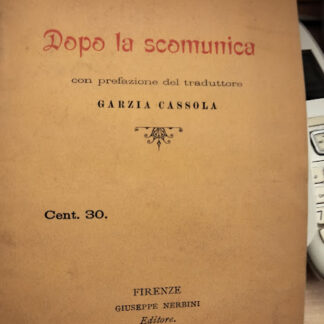 Dopo la scomunica
con prefazione del traduttore
GARZIA CASSOLA
Cent. 30.
FIRENZE
GIUSEPPE NERBINI
Editore.